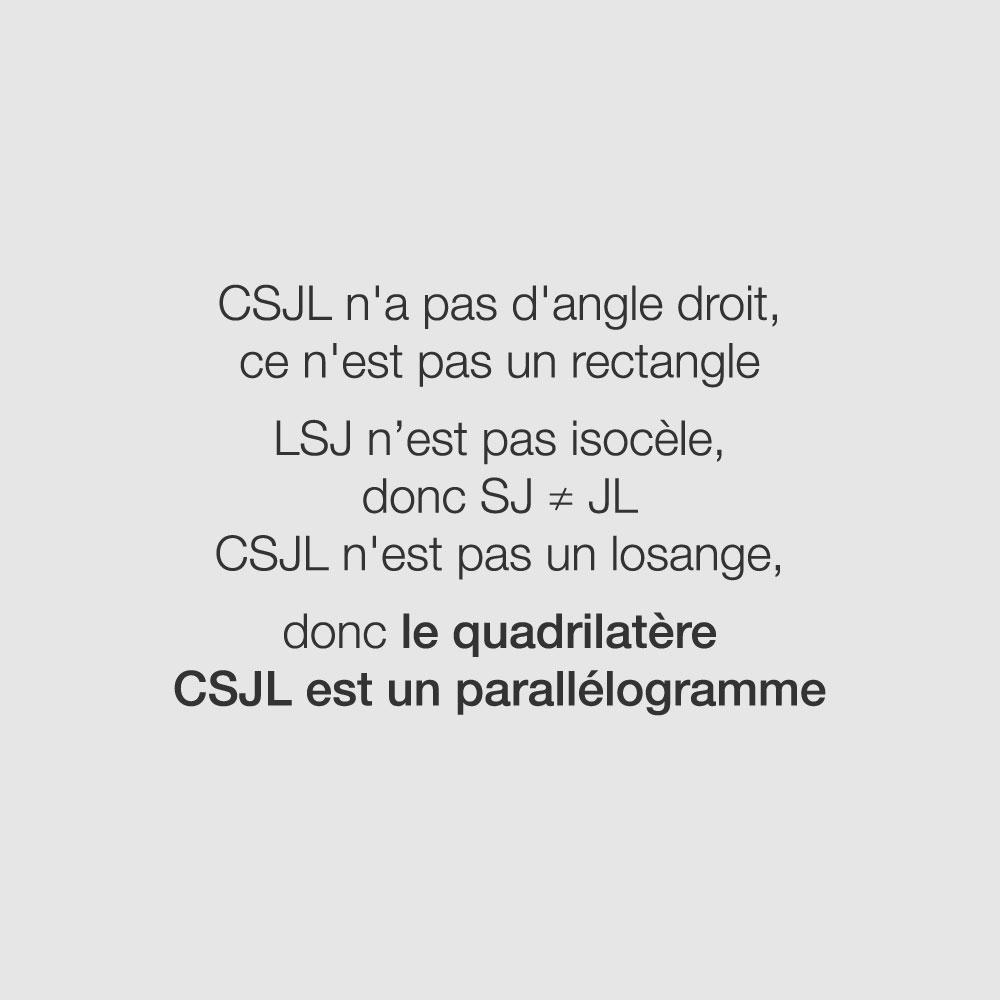 CSJL n'a pas d'angle droit,
ce n'est pas un rectangle
LSJ n’est pas isocèle,
donc SJ ≠ JL
CSJL n'est pas un losange,
donc le quadrilatère
CSJL est un parallélogramme